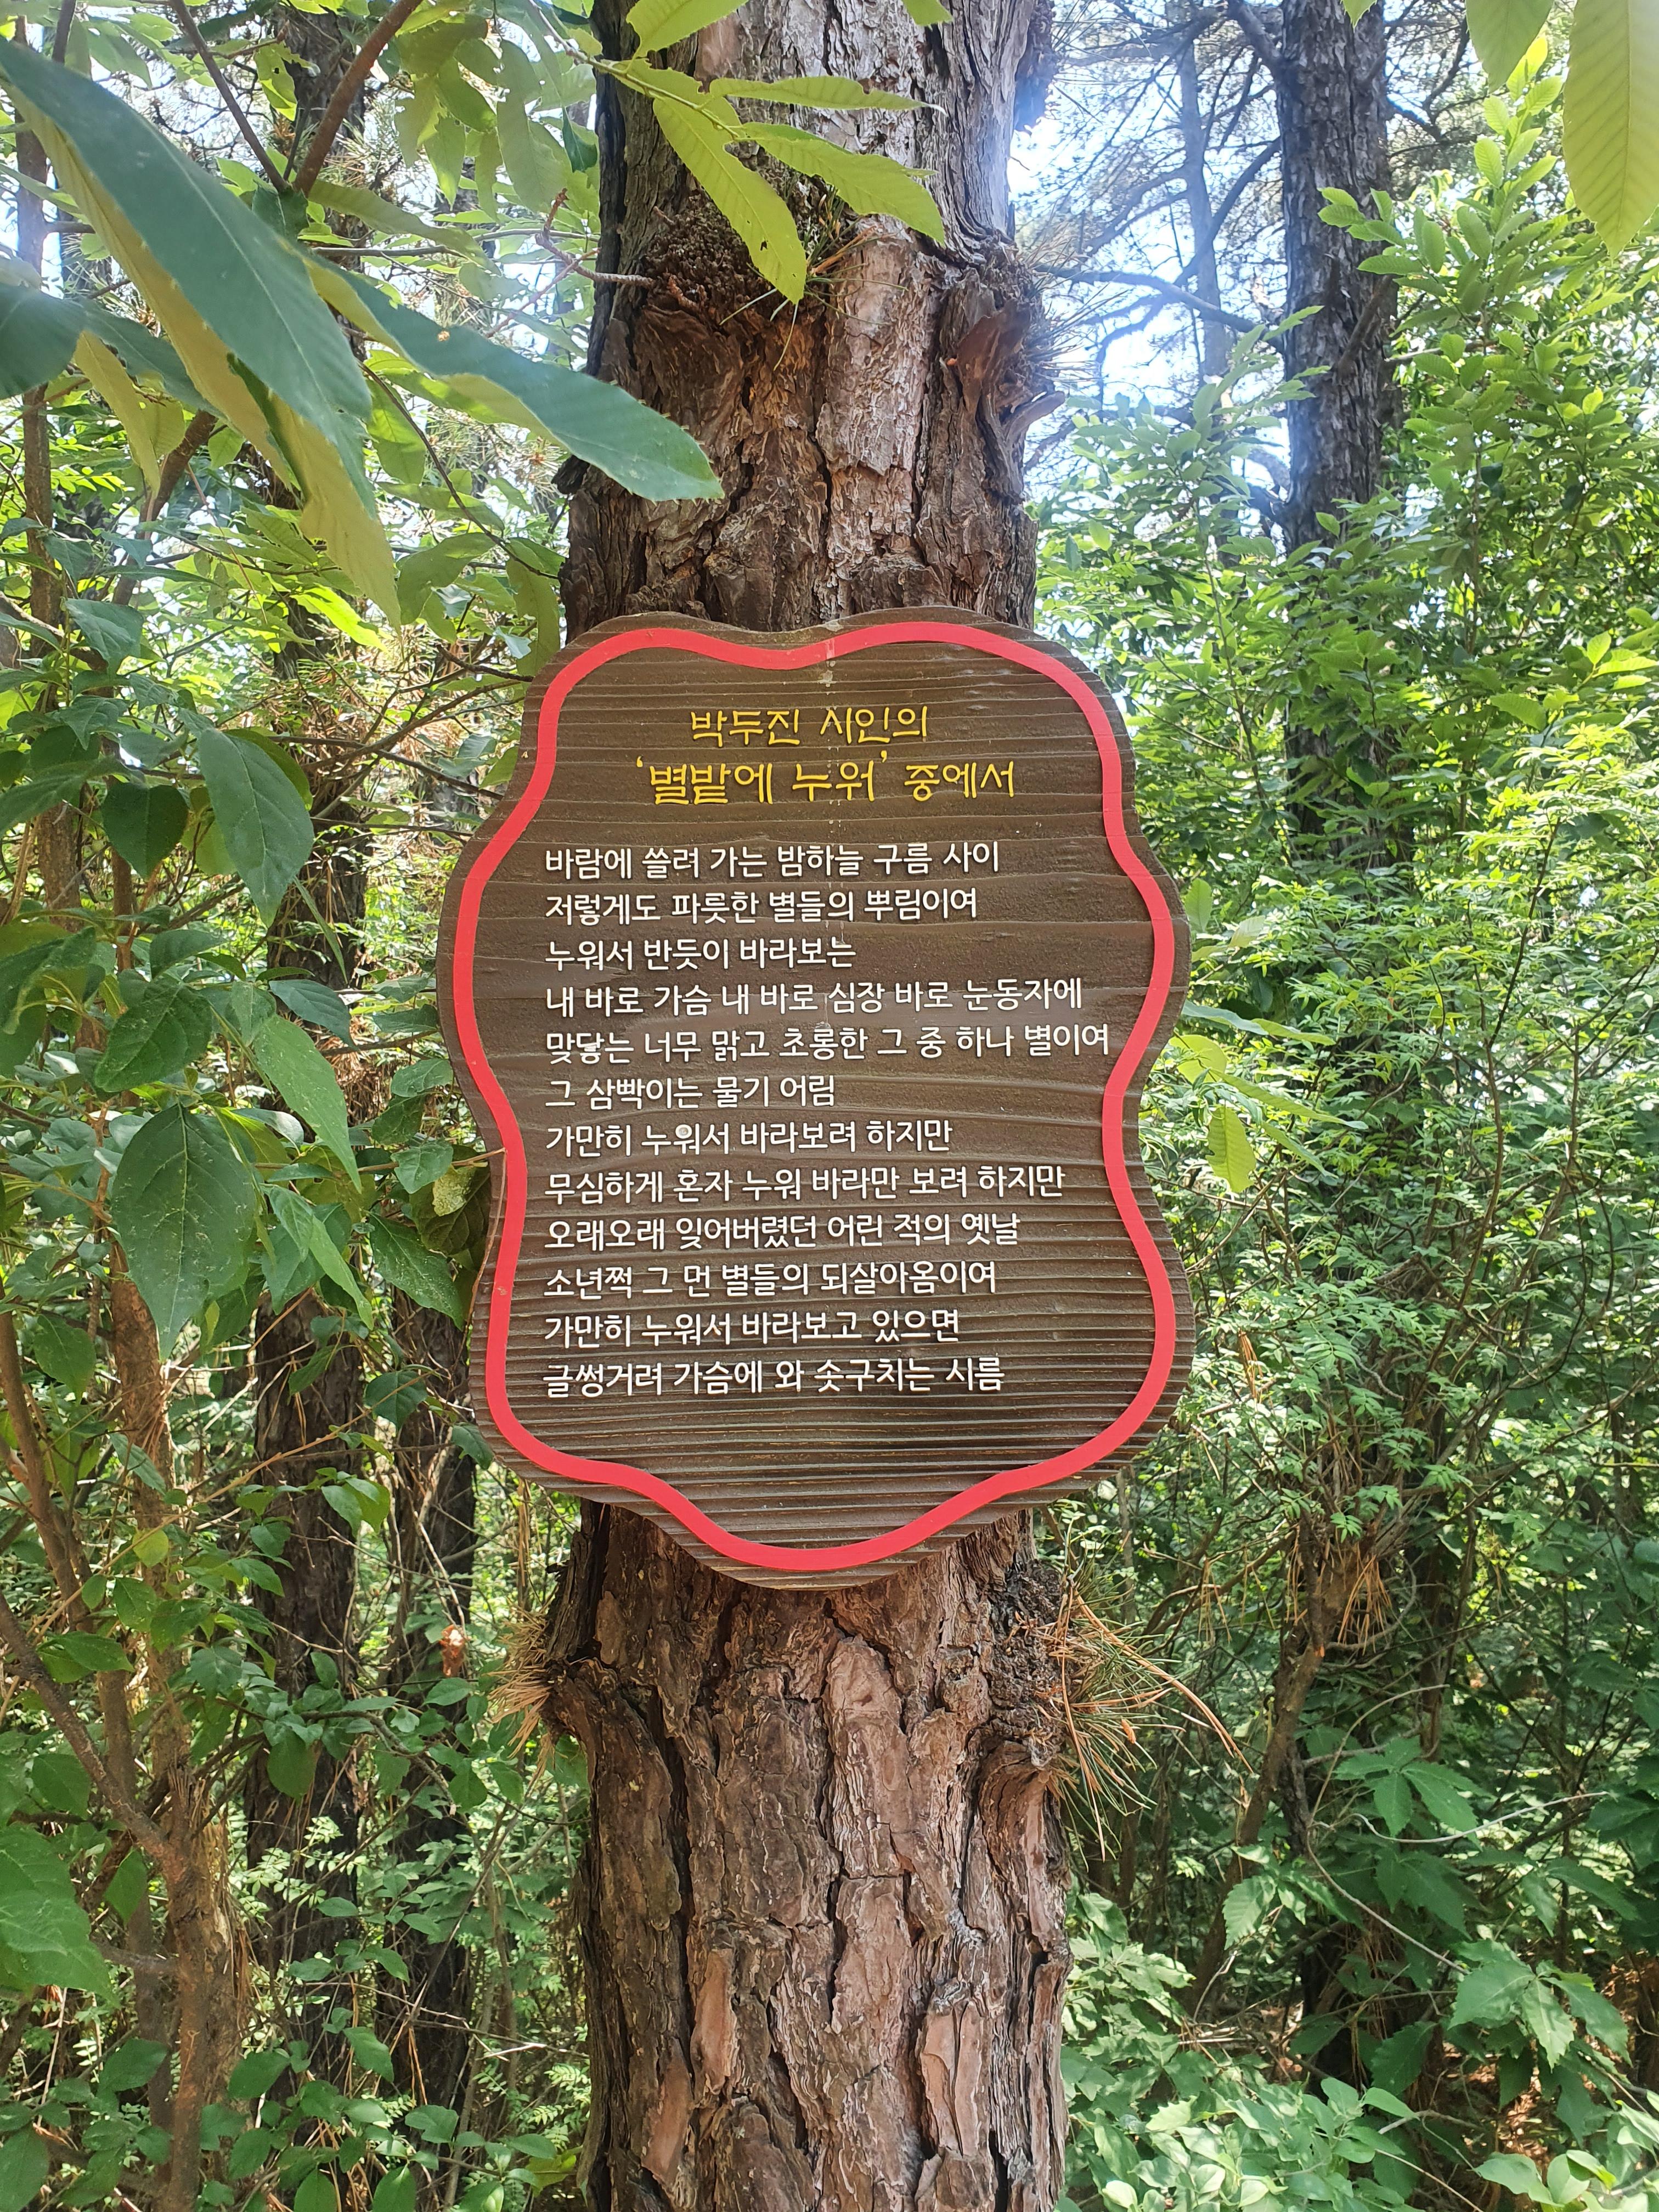 박두진 시인의
‘별밭에 누워’ 중에서
바람에 쓸려 가는 밤하늘 구름 사이
저렇게도 파릇한 별들의 뿌림이여
누워서 반듯이 바라보는
내 바로 가슴 내 바로 심장 바로 눈동자에
맞닿는 너무 맑고 초롱한 그 중 하나 별이여
그 삼빡이는 물기 어림
가만히 누워서 바라보려 하지만
무심하게 혼자 누워 바라만 보려 하지만
오래오래 잊어버렸던 어린 적의 옛날
소년쩍 그 먼 별들의 되살아옴이여
가만히 누워서 바라보고 있으면
글썽거려 가슴에 와 솟구치는 시름